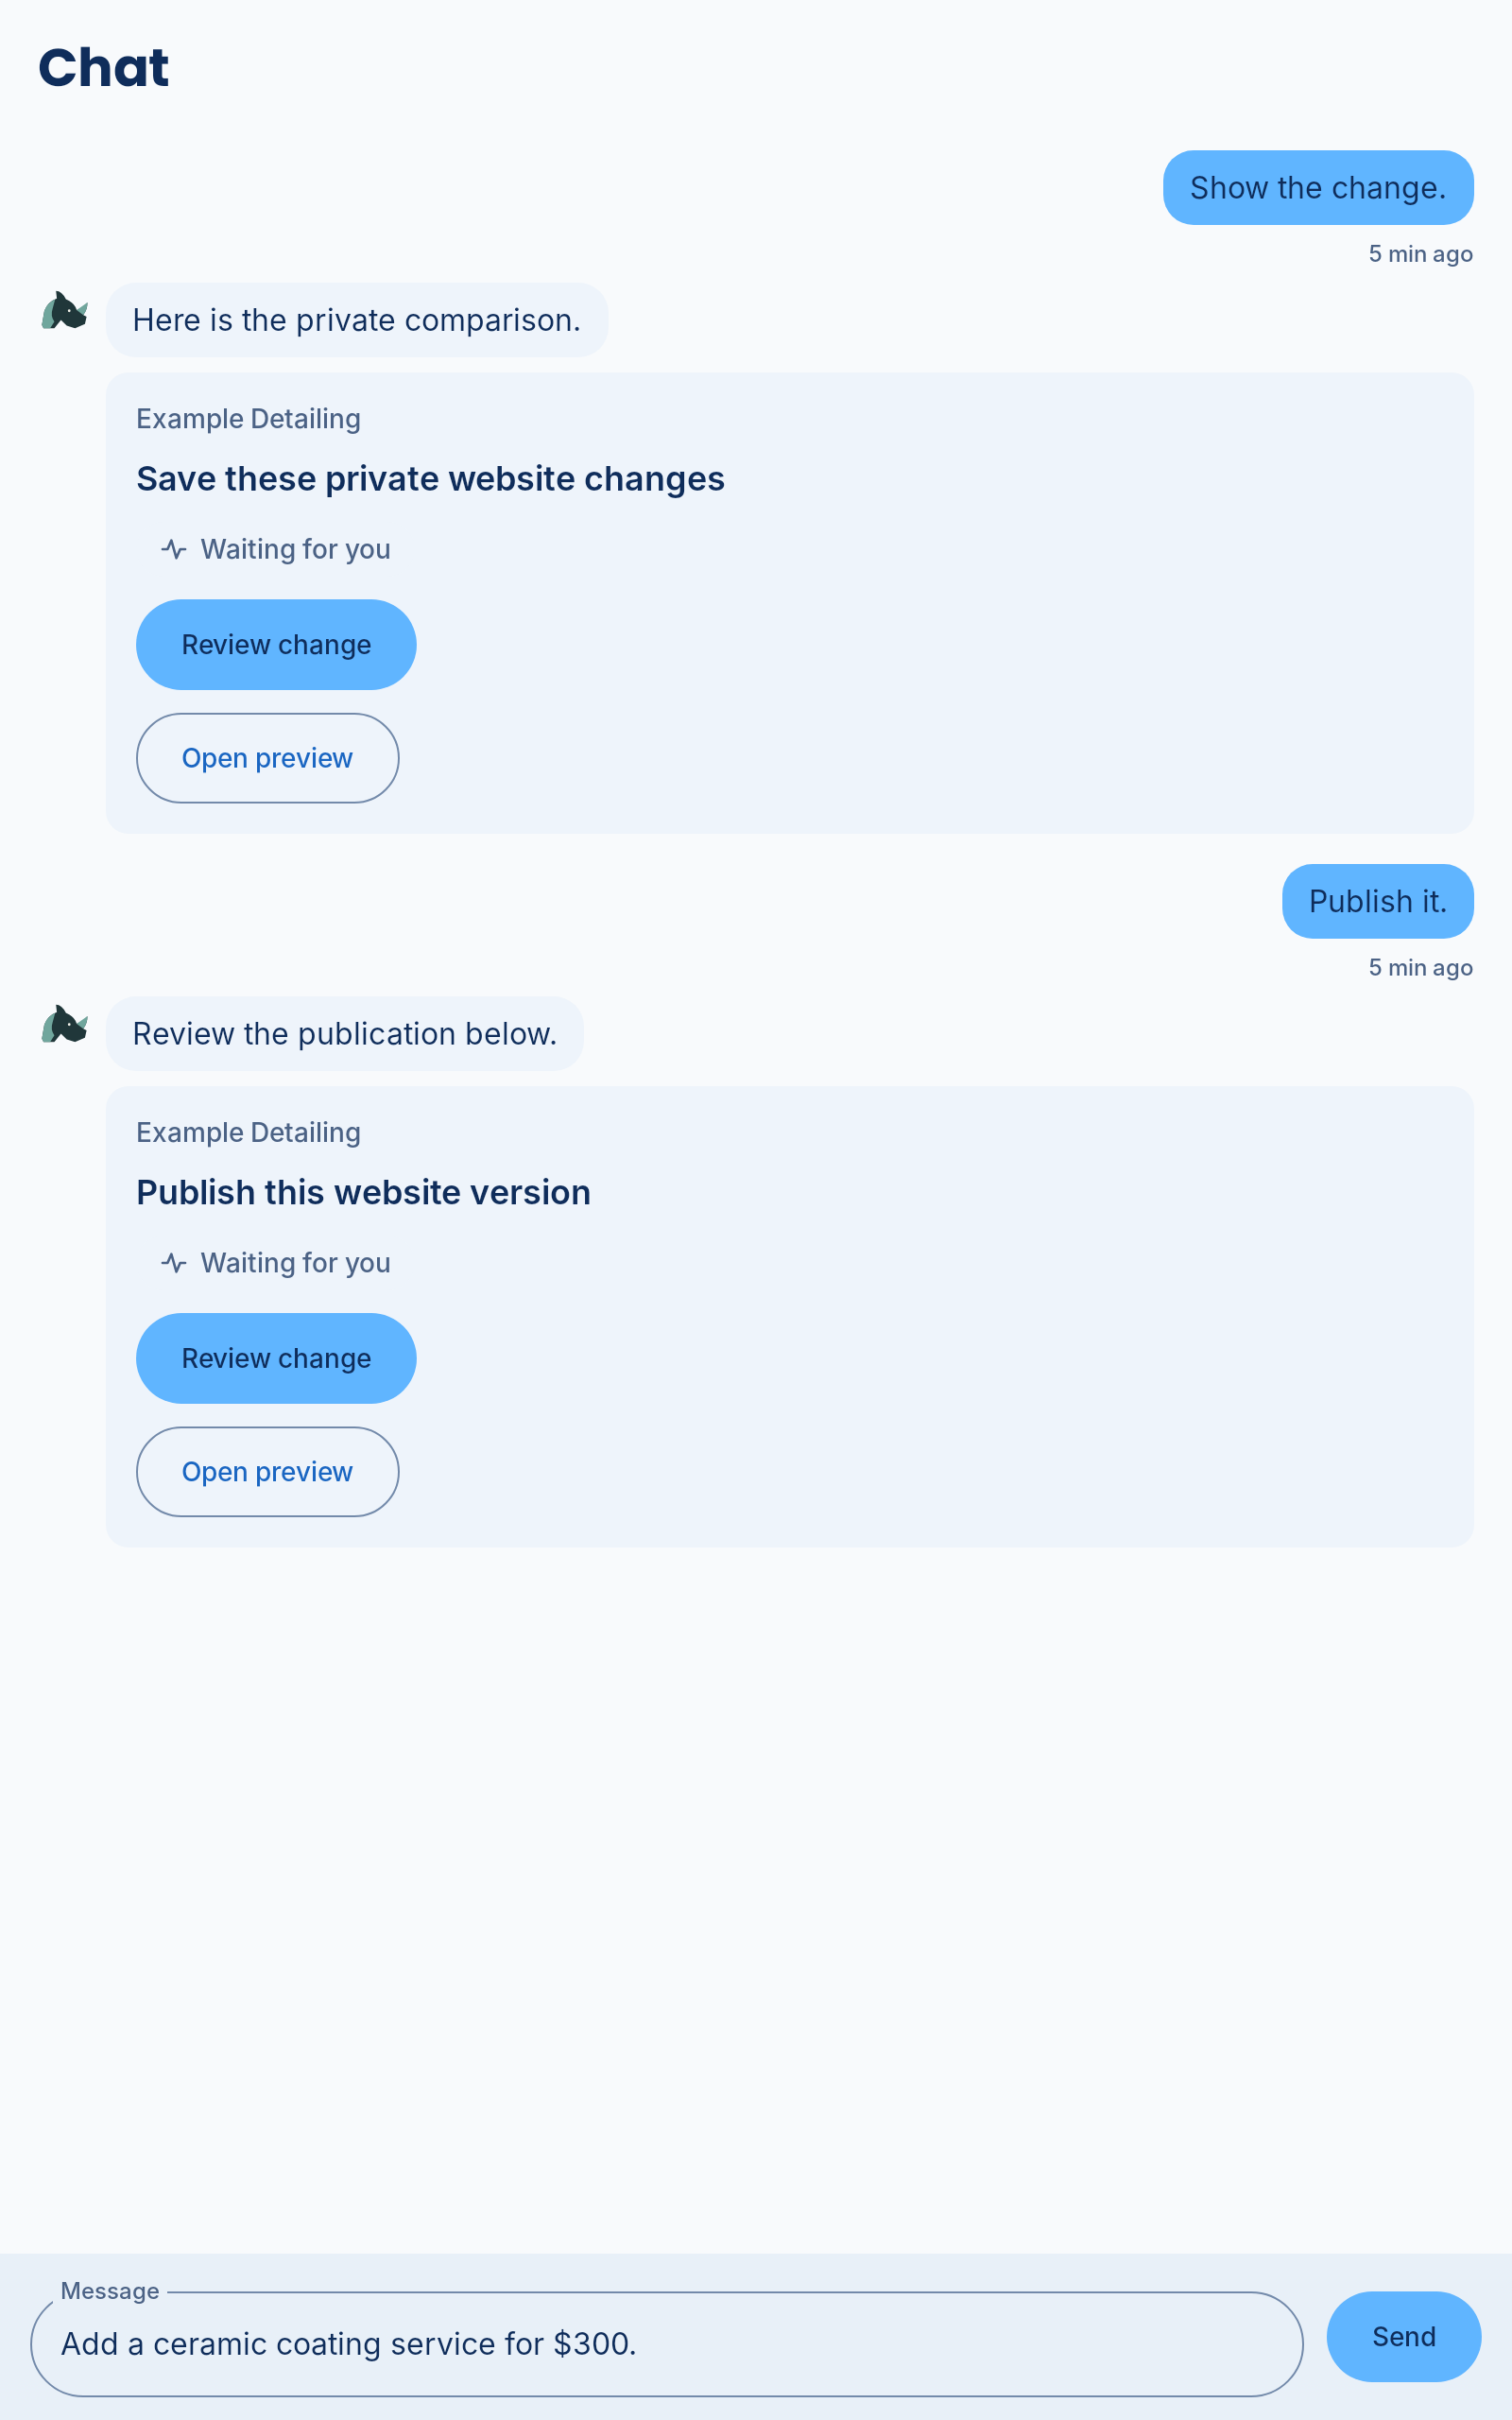 Chat
Show the change.
5 min ago
Here is the private comparison.
Example Detailing
Save these private website changes
Waiting for you
Review change
Open preview
Publish it.
5 min ago
Review the publication below.
Example Detailing
Publish this website version
Waiting for you
Review change
Open preview
Message
Add a ceramic coating service for $300.
Send